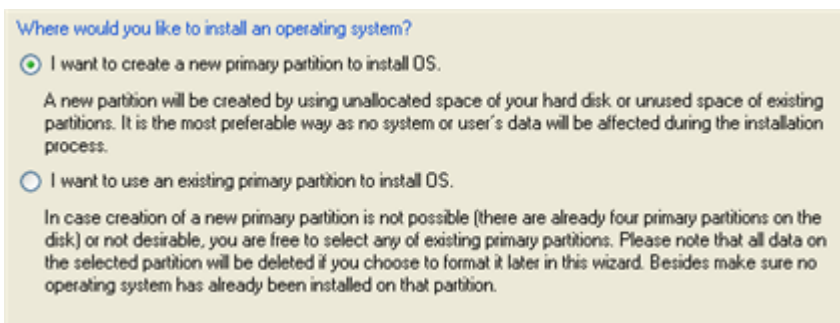 Where would you like to install an operating system?
I want to create a new primary partition to install OS.
A new partition will be created by using unallocated space of your hard disk or unused space of existing
partitions. It is the most preferable way as no system or user's data will be affected during the installation
process.
I want to use an existing primary partition to install OS.
In case creation of a new primary partition is not possible (there are already four primary partitions on the
disk) or not desirable, you are free to select any of existing primary partitions. Please note that all data on
the selected partition will be deleted if you choose to format it later in this wizard. Besides make sure no
operating system has already been installed on that partition.